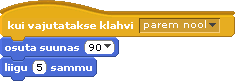 kui vajutatakse klahvi parem nool
osuta suunas 90
liigu 5 sammu